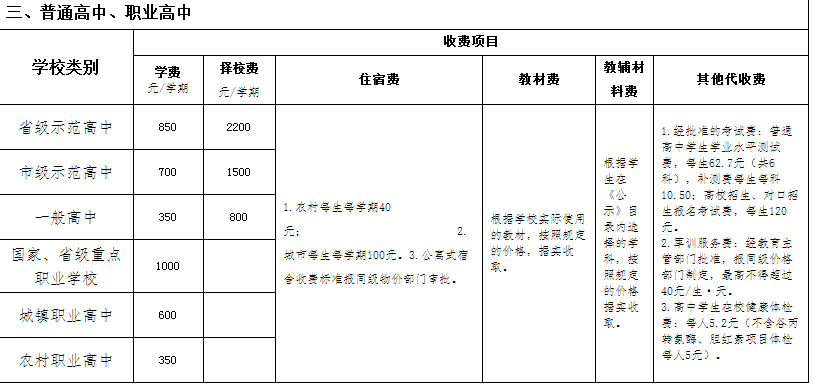 三、普通高中、职业高中
学校类别
收费项目
学费
元/学期
择校费
元/学期
住宿费
教材费
教辅材
料费
其他代收费
省级示范高中
850
2200
市级示范高中
700
1500
一般高中
350
800
国家、省级重点
职业学校
1000
城镇职业高中
600
农村职业高中
350
1.农村每生每学期40
元； 2.
城市每生每学期100元。3.公寓式宿
舍收费标准报同级物价部门审批。
根据学校实际使用
的教材，按照规定
的价格，据实收
取。
根据学
生在
《公
示》目
录内选
择的学
科，按
照规定
的价格
据实收
取。
1.经批准的考试费：普通
高中学生学业水平测试
费，每生62.7元（共6
科），补测费每生每科
10.50；高校招生、对口招
生报名考试费，每生120
元。
2.军训服务费：经教育主
管部门批准，报同级价格
部门制定，最高不得超过
40元/生·天。
3.高中学生在校健康体检
费：每人5.2元（不含谷丙
转氨酶、胆红素项目体检
每人5元）。